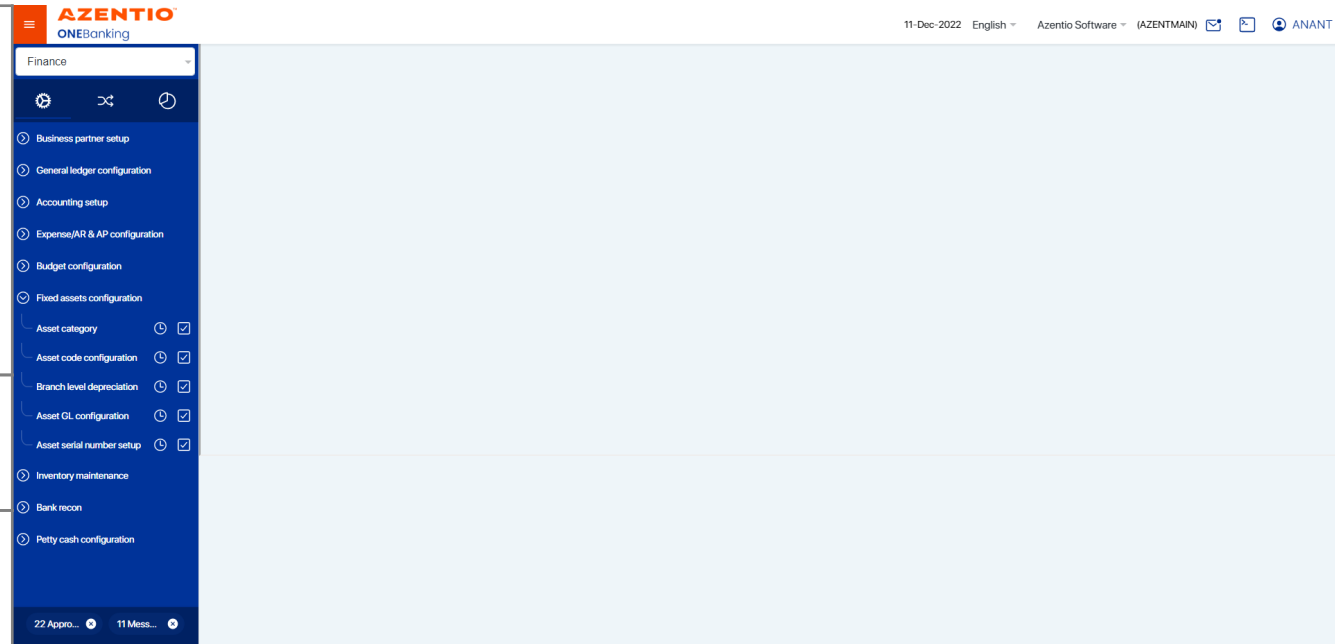 AZENTIO
ONEBanking
11-Dec-2022 English Azentio Software (AZENTMAIN) ANANT
Finance
Business partner setup
General ledger configuration
Accounting setup
Expense/AR & AP configuration
Budget configuration
Fixed assets configuration
Asset category
Asset code configuration
Branch level depreciation
Asset GL configuration
Asset serial number setup
Inventory maintenance
Bank recon
Petty cash configuration
22 Appro... 11 Mess...